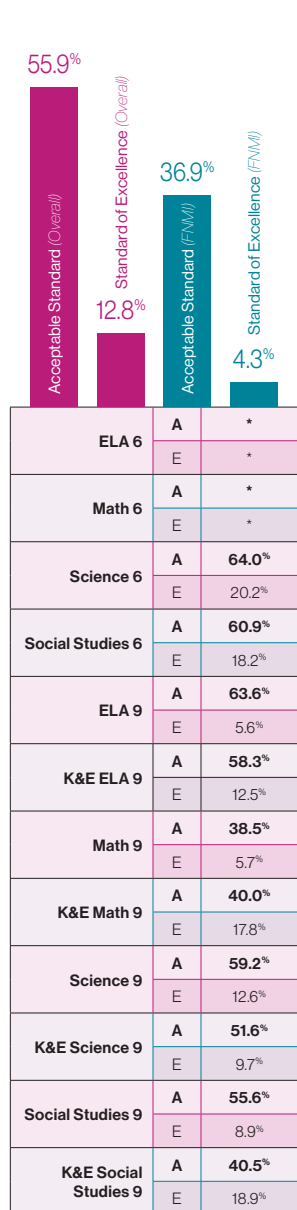 55.9%
Acceptable Standard (Overall)
12.8%
Standard of Excellence (Overall)
36.9%
Acceptable Standard (FNMI)
4.3%
Standard of Excellence (FNMI)
ELA 6
A *
E *
Math 6
A *
E *
Science 6
A 64.0%
E 20.2%
Social Studies 6
A 60.9%
E 18.2%
ELA 9
A 63.6%
E 5.6%
K&E ELA 9
A 58.3%
E 12.5%
Math 9
A 38.5%
E 5.7%
K&E Math 9
A 40.0%
E 17.8%
Science 9
A 59.2%
E 12.6%
K&E Science 9
A 51.6%
E 9.7%
Social Studies 9
A 55.6%
E 8.9%
K&E Social
Studies 9
A 40.5%
E 18.9%